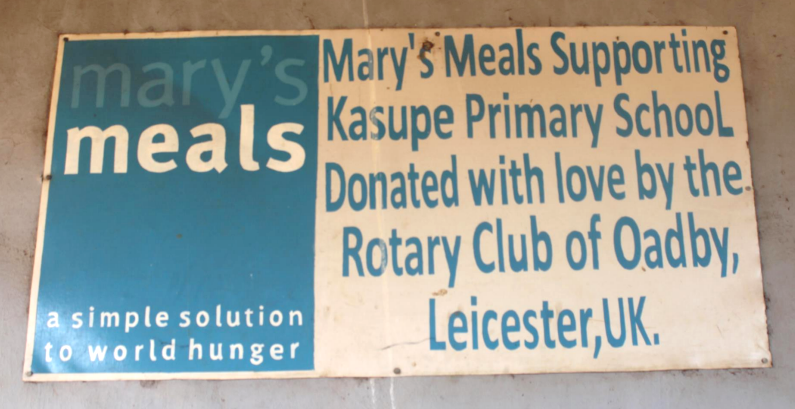 mary's
meals
a simple solution
to world hunger
Mary's Meals Supporting
Kasupe Primary SchooL
Donated with love by the
Rotary Club of Oadby,
Leicester,UK.